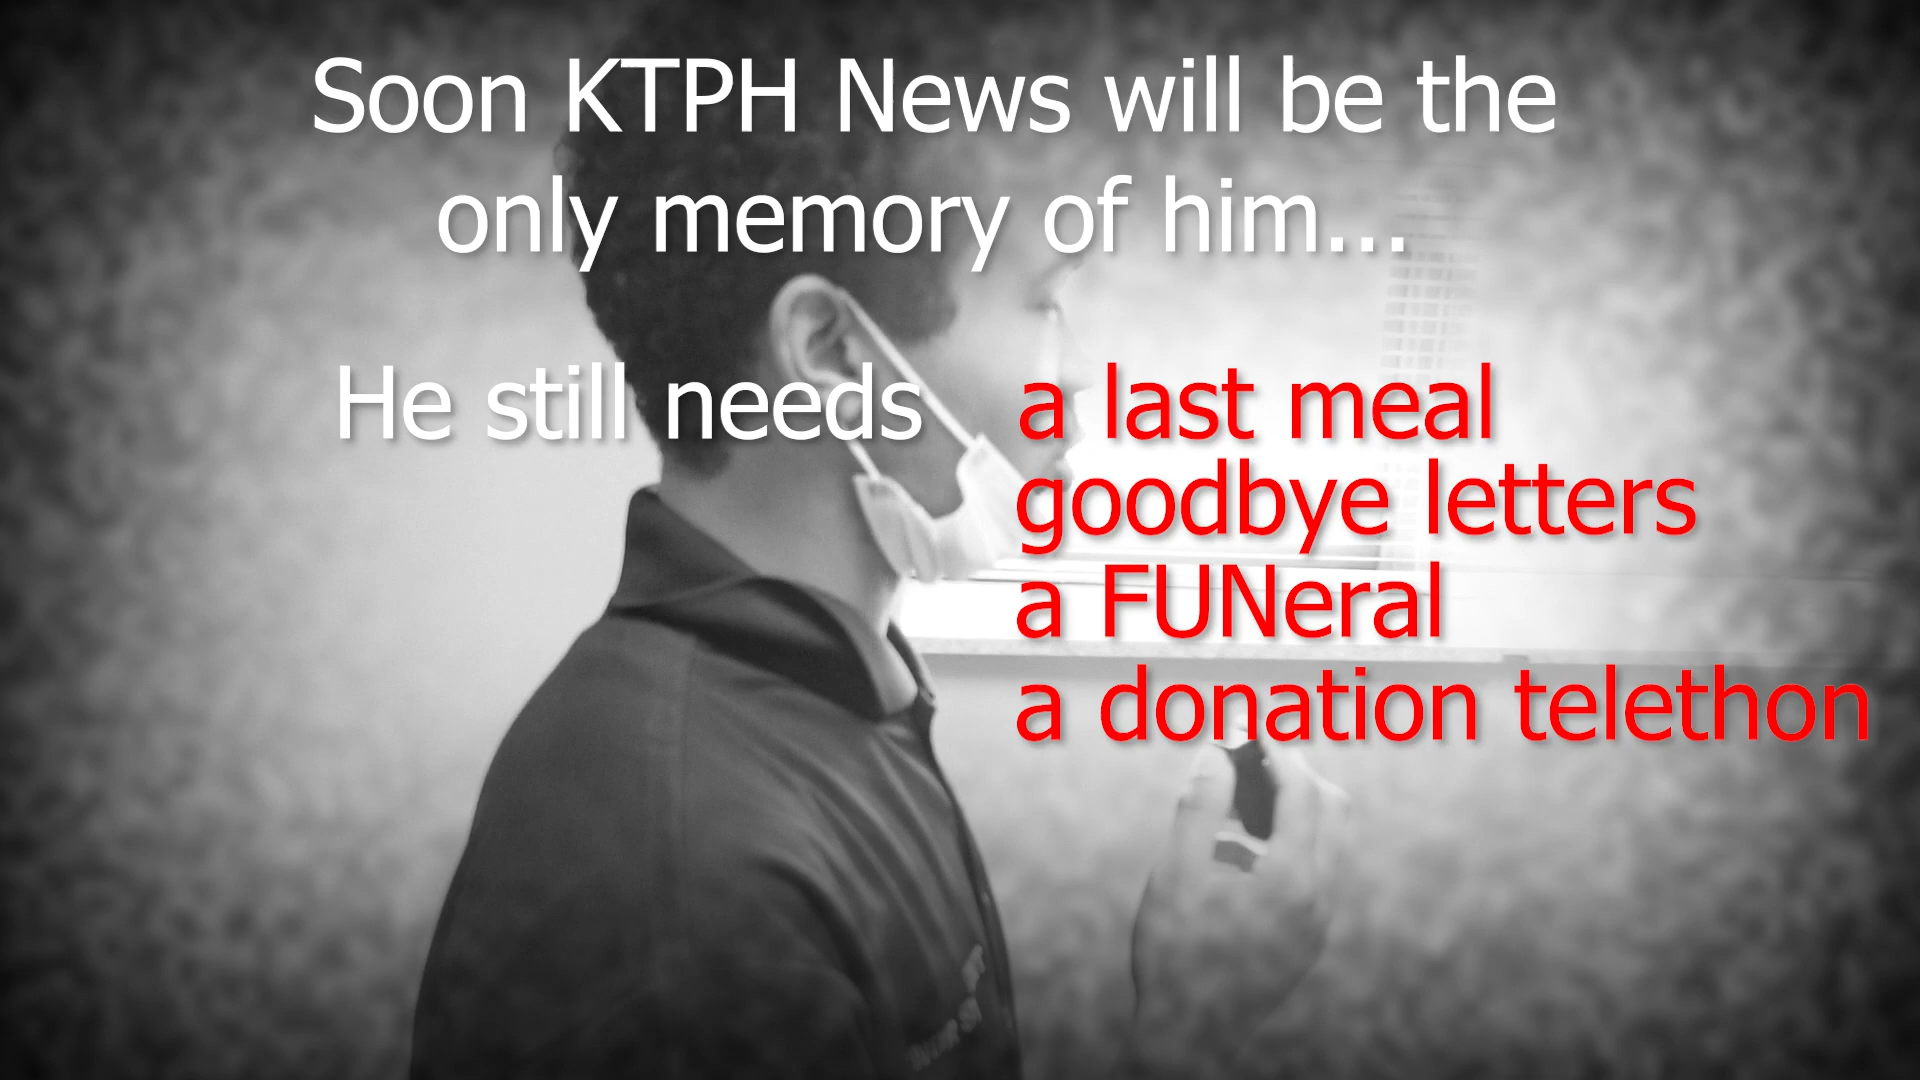 Soon KTPH News will be the
only memory of him...
He still needs a last meal
goodbye letters
a FUNeral
a donation telethon